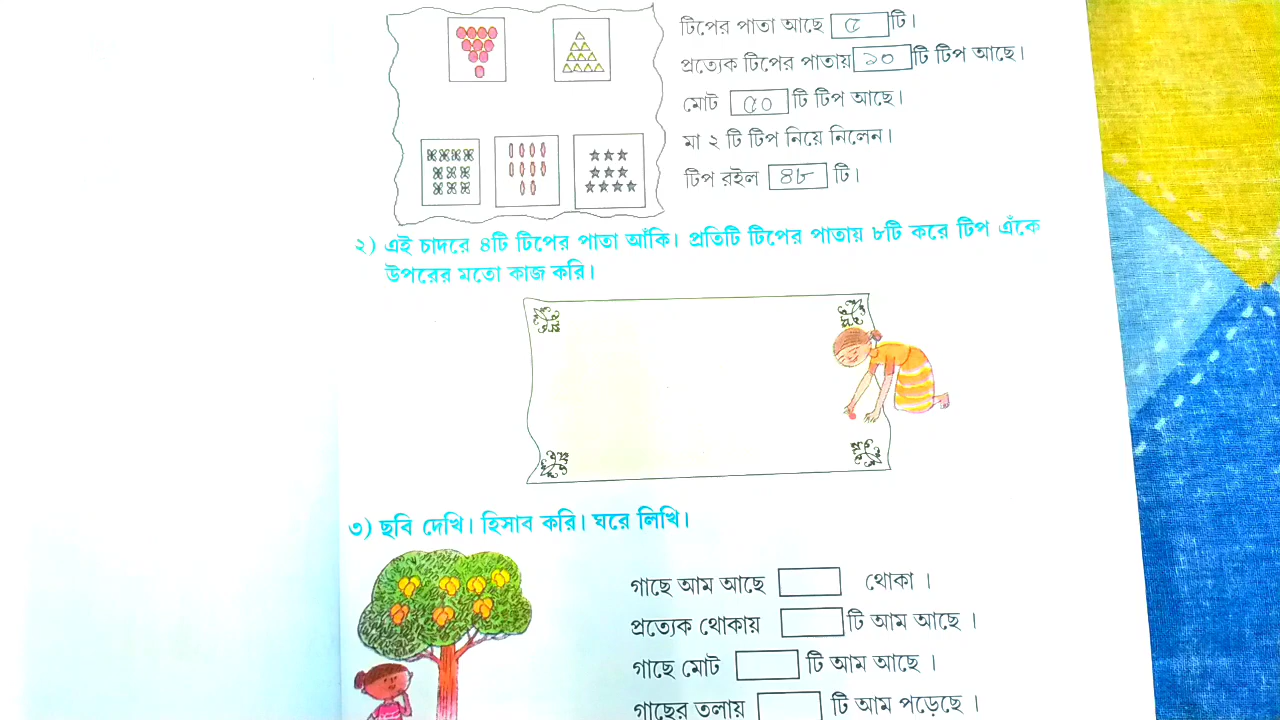 টিপের পাতা আছে ৫ টি।
প্রত্যেক টিপের পাতায় ১০ টি টিপ আছে।
মোট ৫০ টি টিপ আছে।
মা ২ টি টিপ নিয়ে নিলেন।
টিপ রইল ৪৮ টি।
২) এই চাদরে ৪টি টিপের পাতা আঁকি। প্রতিটি টিপের পাতায় ৮টি করে টিপ এঁকে
উপরের মতো কাজ করি।
৩) ছবি দেখি। হিসাব করি। ঘরে লিখি।
গাছে আম আছে থোকা ।
প্রত্যেক থোকায় টি আম আছে ।
গাছে মোট টি আম আছে ।
গাছের তলায় টি আম পড়েছে ।